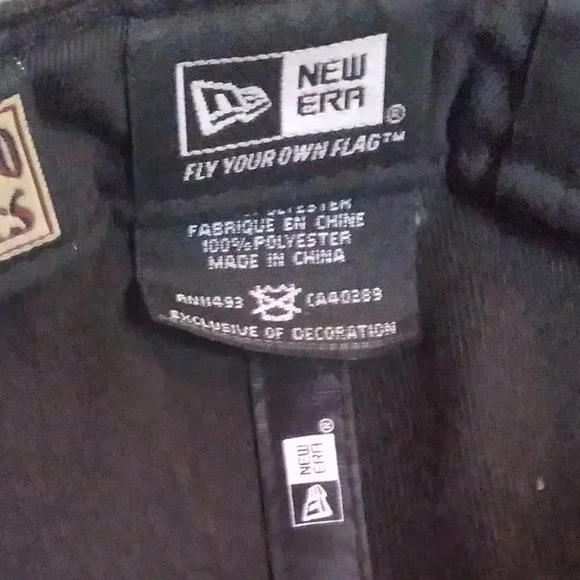 NEW
ERA®
FLY YOUR OWN FLAG™
FABRIQUE EN CHINE
100% POLYESTER
MADE IN CHINA
RN11493 CA40389
EXCLUSIVE OF DECORATION
NEW
ERA®